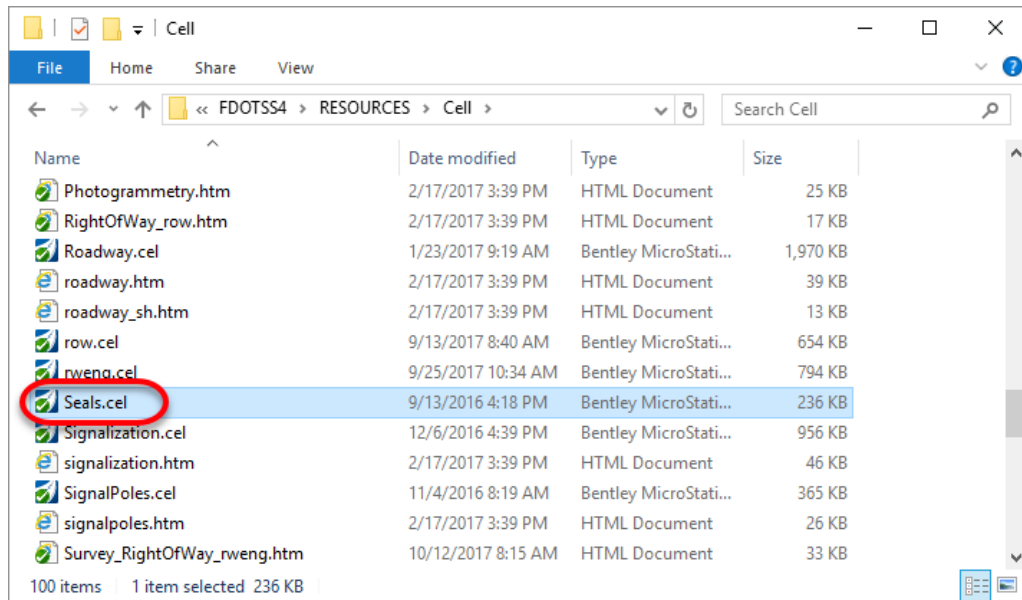 Cell
File Home Share View
« FDOTSS4 > RESOURCES > Cell > Search Cell
Name Date modified Type Size
Photogrammetry.htm 2/17/2017 3:39 PM HTML Document 25 KB
RightOfWay_row.htm 2/17/2017 3:39 PM HTML Document 17 KB
Roadway.cel 1/23/2017 9:19 AM Bentley MicroStati... 1,970 KB
roadway.htm 2/17/2017 3:39 PM HTML Document 39 KB
roadway_sh.htm 2/17/2017 3:39 PM HTML Document 13 KB
row.cel 9/13/2017 8:40 AM Bentley MicroStati... 654 KB
rweng.cel 9/25/2017 10:34 AM Bentley MicroStati... 794 KB
Seals.cel 9/13/2016 4:18 PM Bentley MicroStati... 236 KB
Signalization.cel 12/6/2016 4:39 PM Bentley MicroStati... 956 KB
signalization.htm 2/17/2017 3:39 PM HTML Document 46 KB
SignalPoles.cel 11/4/2016 8:19 AM Bentley MicroStati... 365 KB
signalpoles.htm 2/17/2017 3:39 PM HTML Document 26 KB
Survey_RightOfWay_rweng.htm 10/12/2017 8:15 AM HTML Document 33 KB
100 items 1 item selected 236 KB